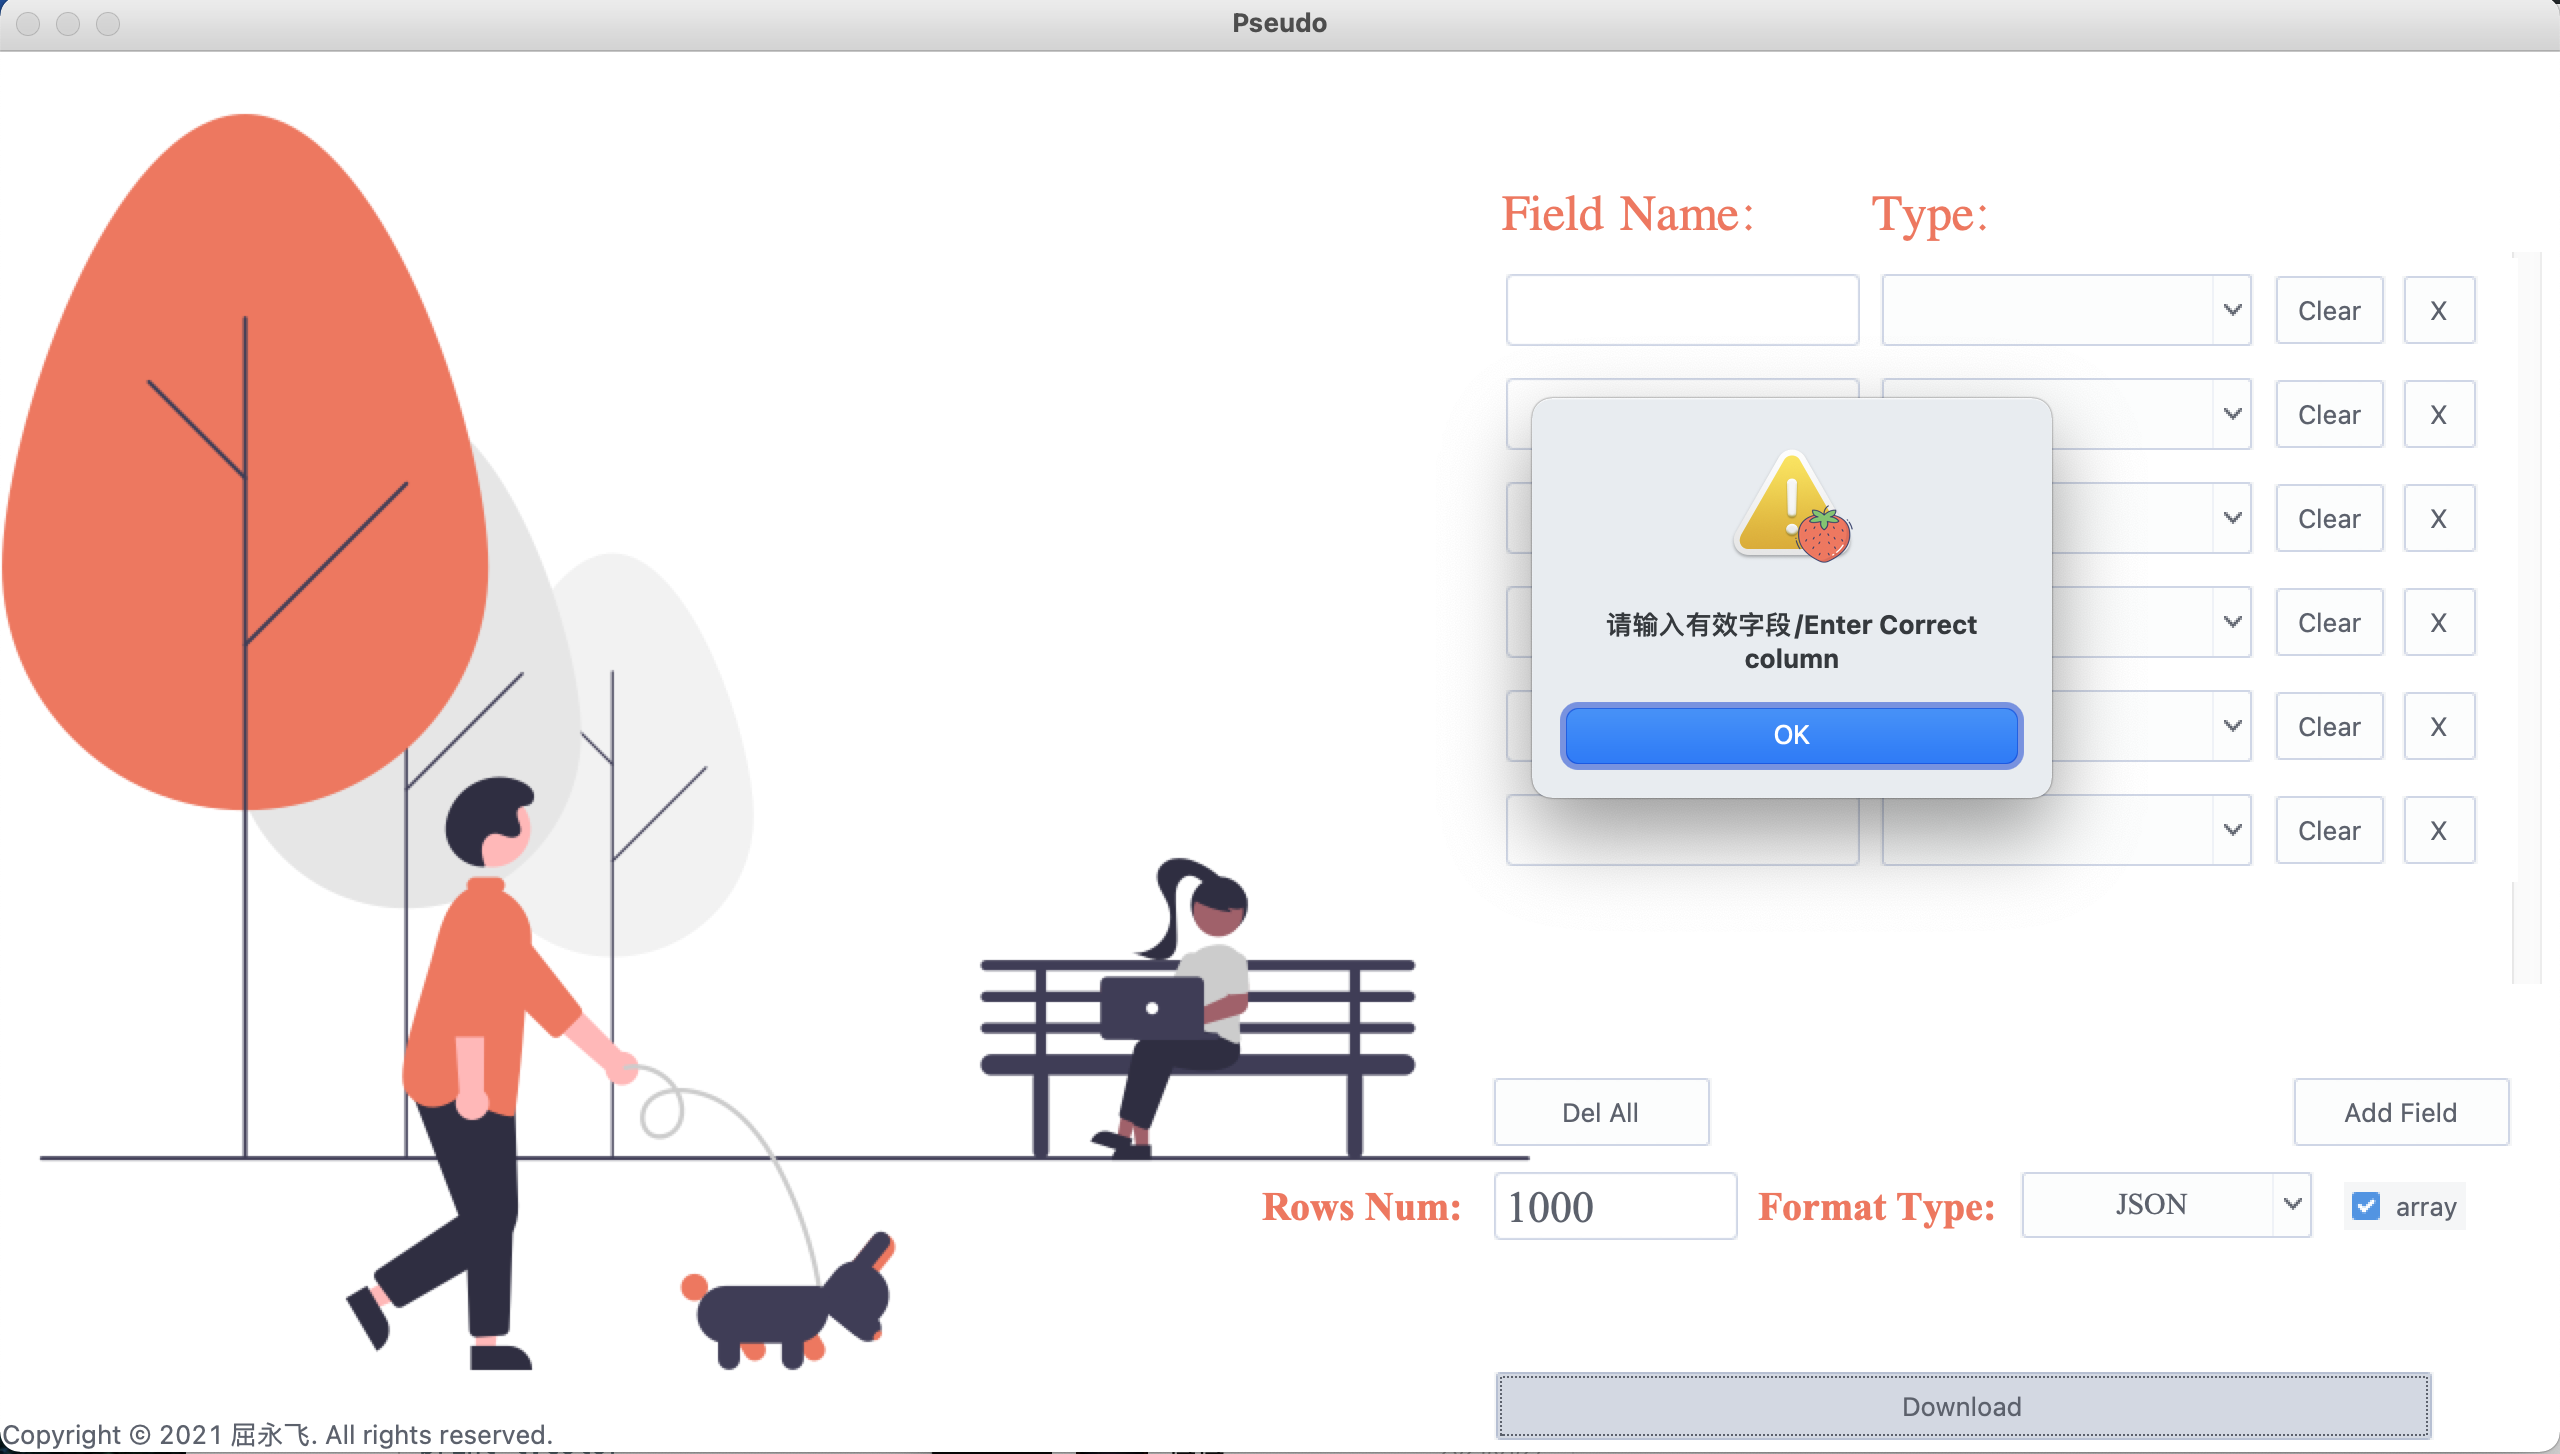 Pseudo
Field Name: Type:
Clear X
Clear X
Clear X
Clear X
Clear X
Clear X
请输入有效字段/Enter Correct
column
OK
Del All Add Field
Rows Num: 1000 Format Type: JSON array
Download
Copyright © 2021 屈永飞. All rights reserved.